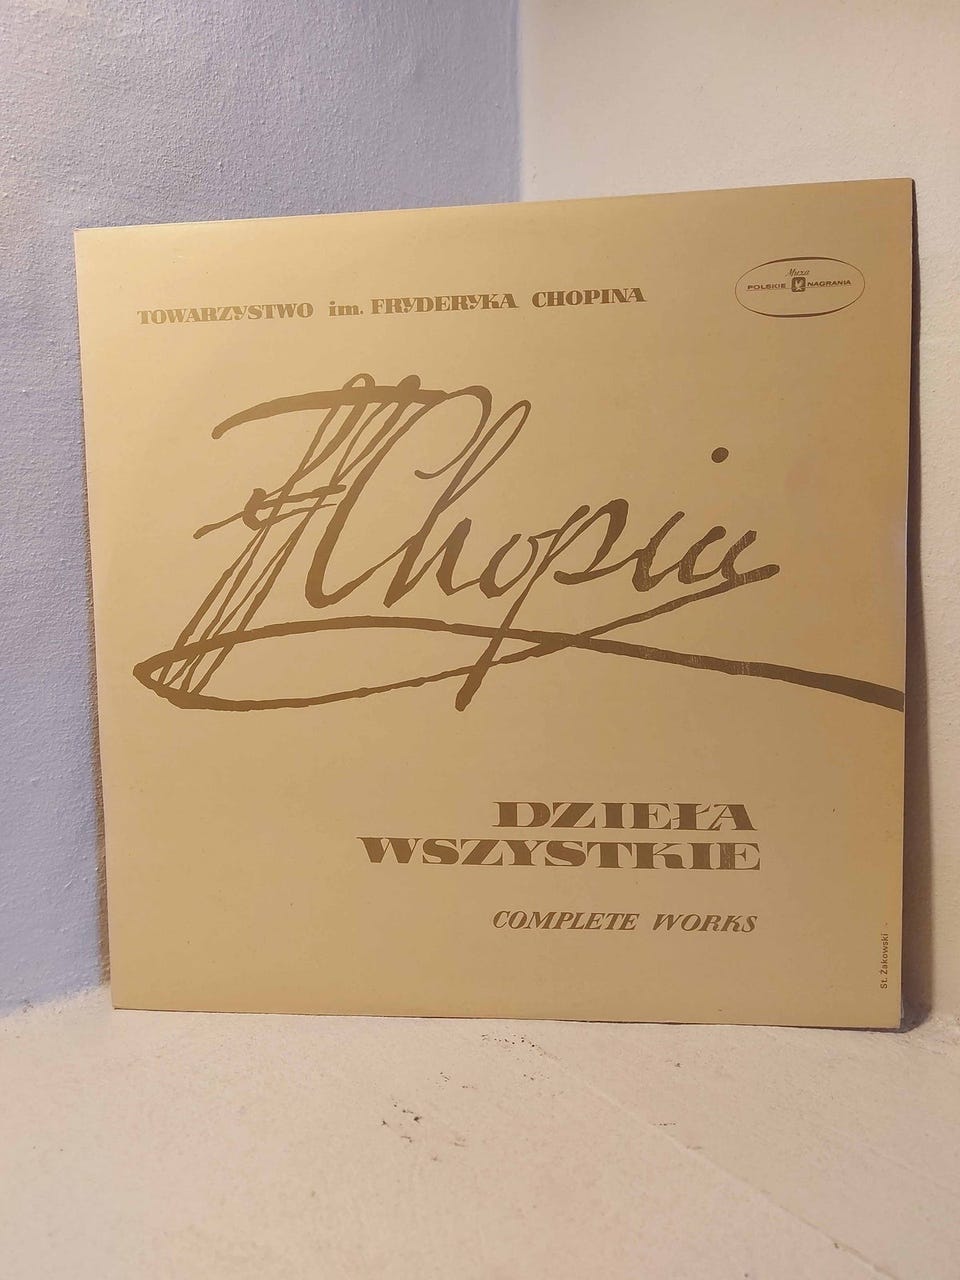 TOWARZYSTWO im. FRYDERYKA CHOPINA
Muza
POLSKIE NAGRANIA
FChopin
DZIEŁA
WSZYSTKIE
COMPLETE WORKS
St. Żakowski